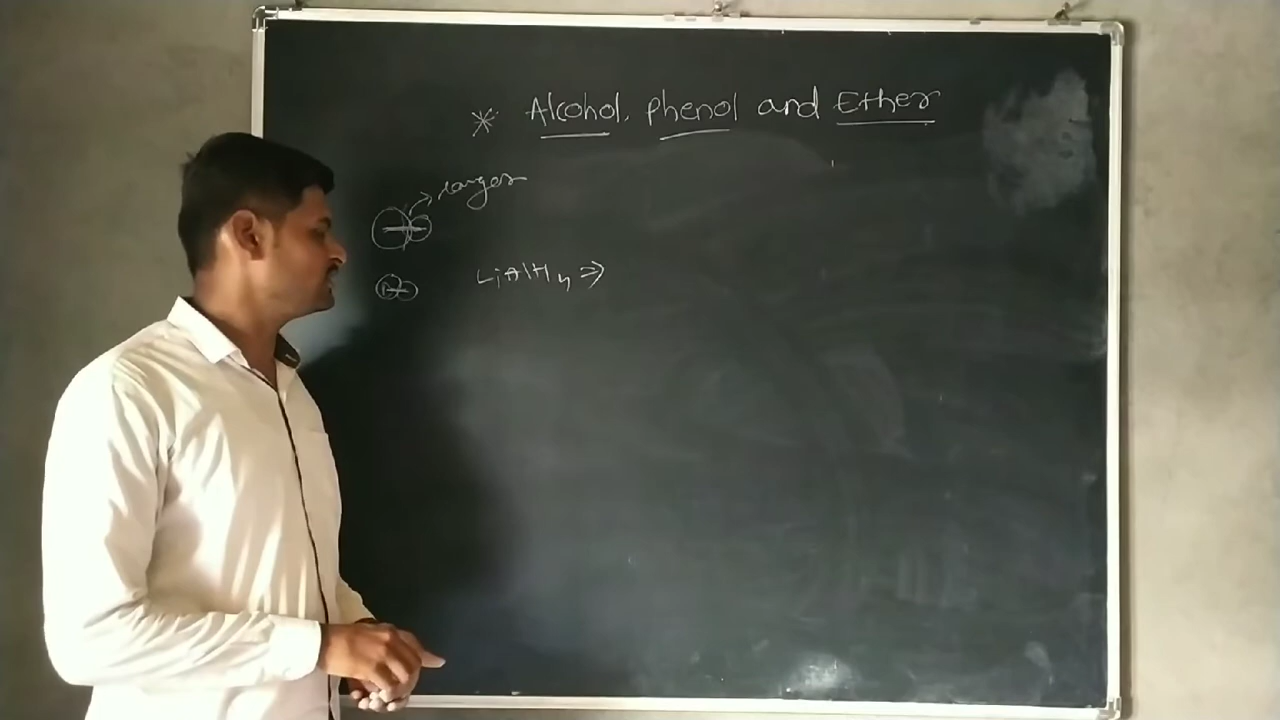 * Alcohol, phenol and Ether
→ larger
LiAlH4 ⇒